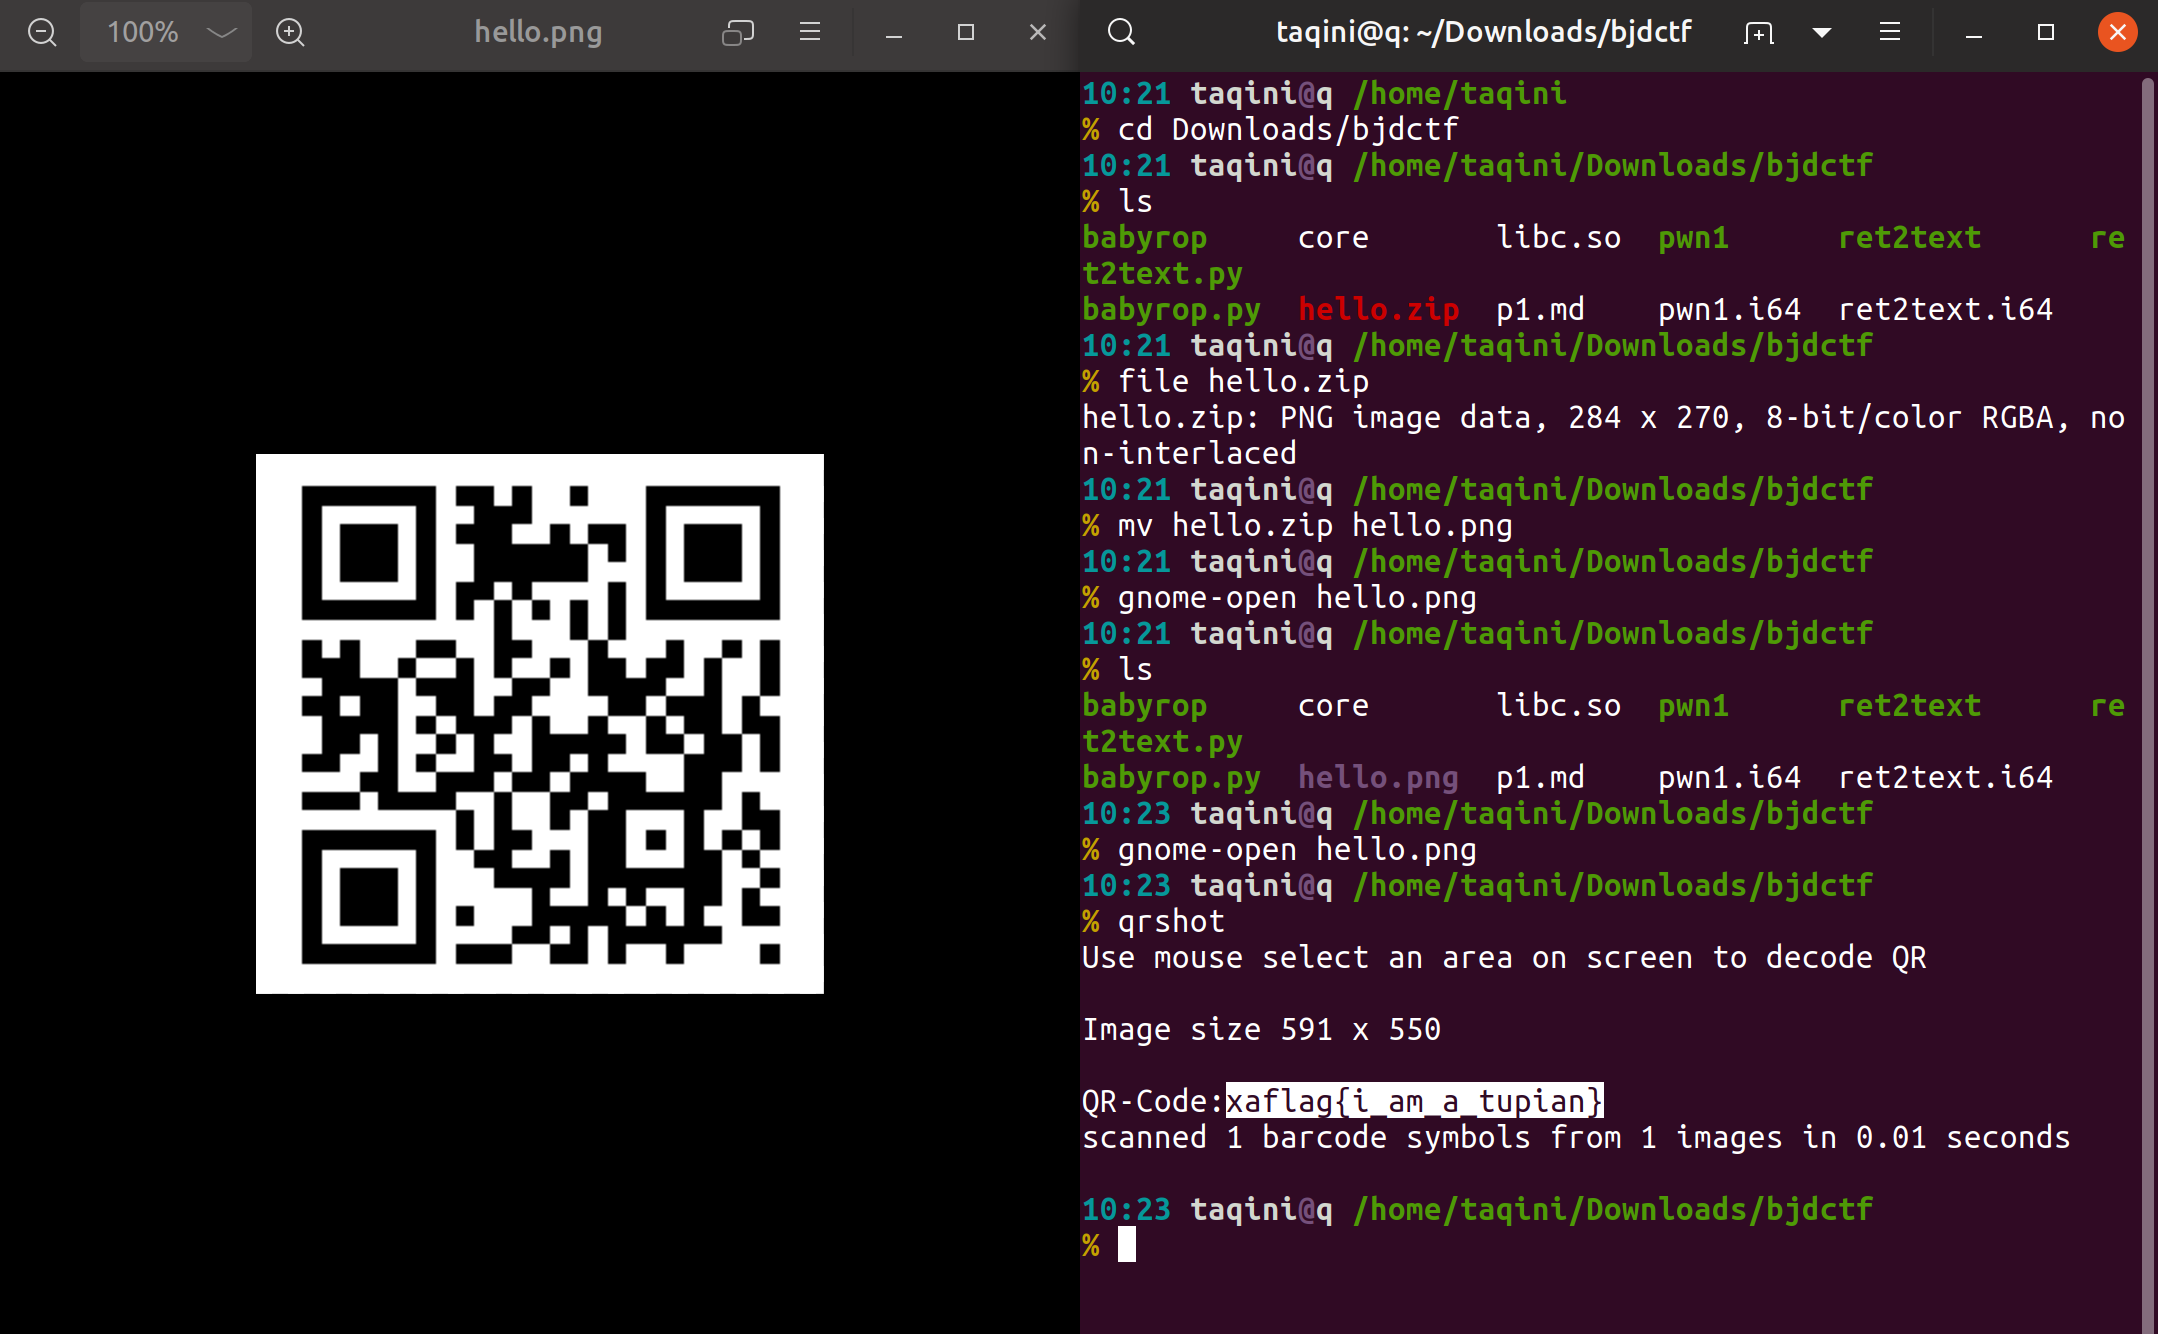 100%
hello.png
taqini@q: ~/Downloads/bjdctf
10:21 taqini@q /home/taqini
% cd Downloads/bjdctf
10:21 taqini@q /home/taqini/Downloads/bjdctf
% ls
babyrop core libc.so pwn1 ret2text re
t2text.py
babyrop.py hello.zip p1.md pwn1.i64 ret2text.i64
10:21 taqini@q /home/taqini/Downloads/bjdctf
% file hello.zip
hello.zip: PNG image data, 284 x 270, 8-bit/color RGBA, no
n-interlaced
10:21 taqini@q /home/taqini/Downloads/bjdctf
% mv hello.zip hello.png
10:21 taqini@q /home/taqini/Downloads/bjdctf
% gnome-open hello.png
10:21 taqini@q /home/taqini/Downloads/bjdctf
% ls
babyrop core libc.so pwn1 ret2text re
t2text.py
babyrop.py hello.png p1.md pwn1.i64 ret2text.i64
10:23 taqini@q /home/taqini/Downloads/bjdctf
% gnome-open hello.png
10:23 taqini@q /home/taqini/Downloads/bjdctf
% qrshot
Use mouse select an area on screen to decode QR
Image size 591 x 550
QR-Code:xaflag{i_am_a_tupian}
scanned 1 barcode symbols from 1 images in 0.01 seconds
10:23 taqini@q /home/taqini/Downloads/bjdctf
%